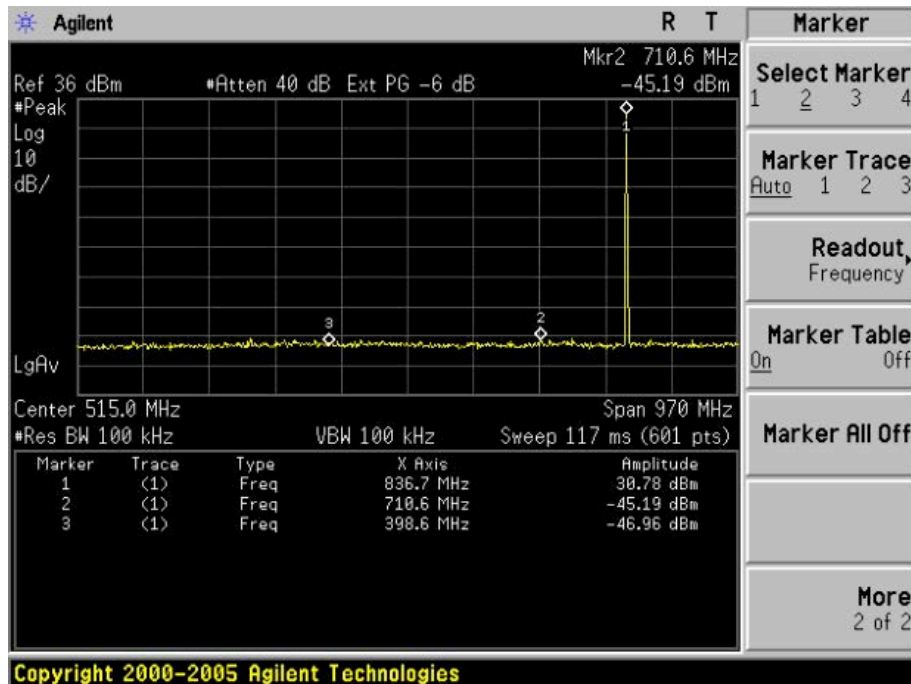 Agilent R T Marker
Mkr2 710.6 MHz
Ref 36 dBm #Atten 40 dB Ext PG -6 dB -45.19 dBm
#Peak
Log
10
dB/
1
3
2
LgAv
Center 515.0 MHz Span 970 MHz
#Res BW 100 kHz VBW 100 kHz Sweep 117 ms (601 pts)
Marker Trace Type X Axis Amplitude
1 (1) Freq 836.7 MHz 30.78 dBm
2 (1) Freq 710.6 MHz -45.19 dBm
3 (1) Freq 398.6 MHz -46.96 dBm
Select Marker
1 2 3 4
Marker Trace
Auto 1 2 3
Readout
Frequency
Marker Table
On Off
Marker All Off
More
2 of 2
Copyright 2000-2005 Agilent Technologies